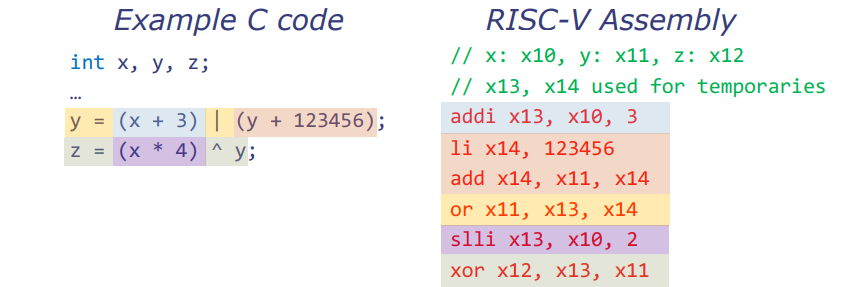 Example C code
int x, y, z;
…
y = (x + 3) | (y + 123456);
z = (x * 4) ^ y;
RISC-V Assembly
// x: x10, y: x11, z: x12
// x13, x14 used for temporaries
addi x13, x10, 3
li x14, 123456
add x14, x11, x14
or x11, x13, x14
slli x13, x10, 2
xor x12, x13, x11